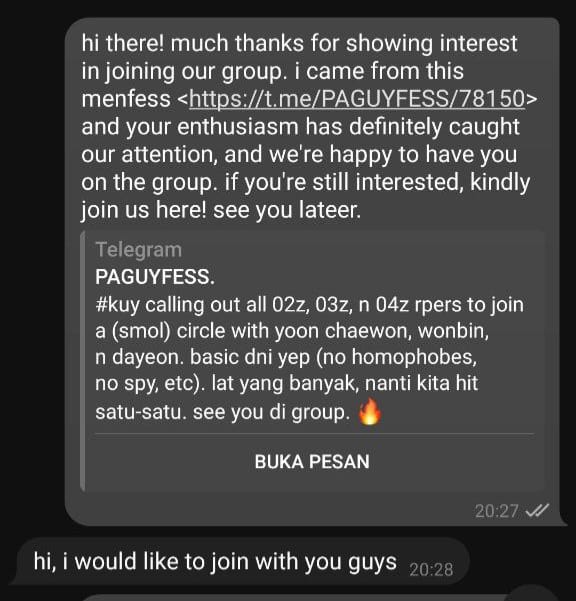 hi there! much thanks for showing interest
in joining our group. i came from this
menfess <https://t.me/PAGUYFESS/78150>
and your enthusiasm has definitely caught
our attention, and we're happy to have you
on the group. if you're still interested, kindly
join us here! see you lateer.
Telegram
PAGUYFESS.
#kuy calling out all 02z, 03z, n 04z rpers to join
a (smol) circle with yoon chaewon, wonbin,
n dayeon. basic dni yep (no homophobes,
no spy, etc). lat yang banyak, nanti kita hit
satu-satu. see you di group. 🔥
BUKA PESAN
20:27
hi, i would like to join with you guys 20:28